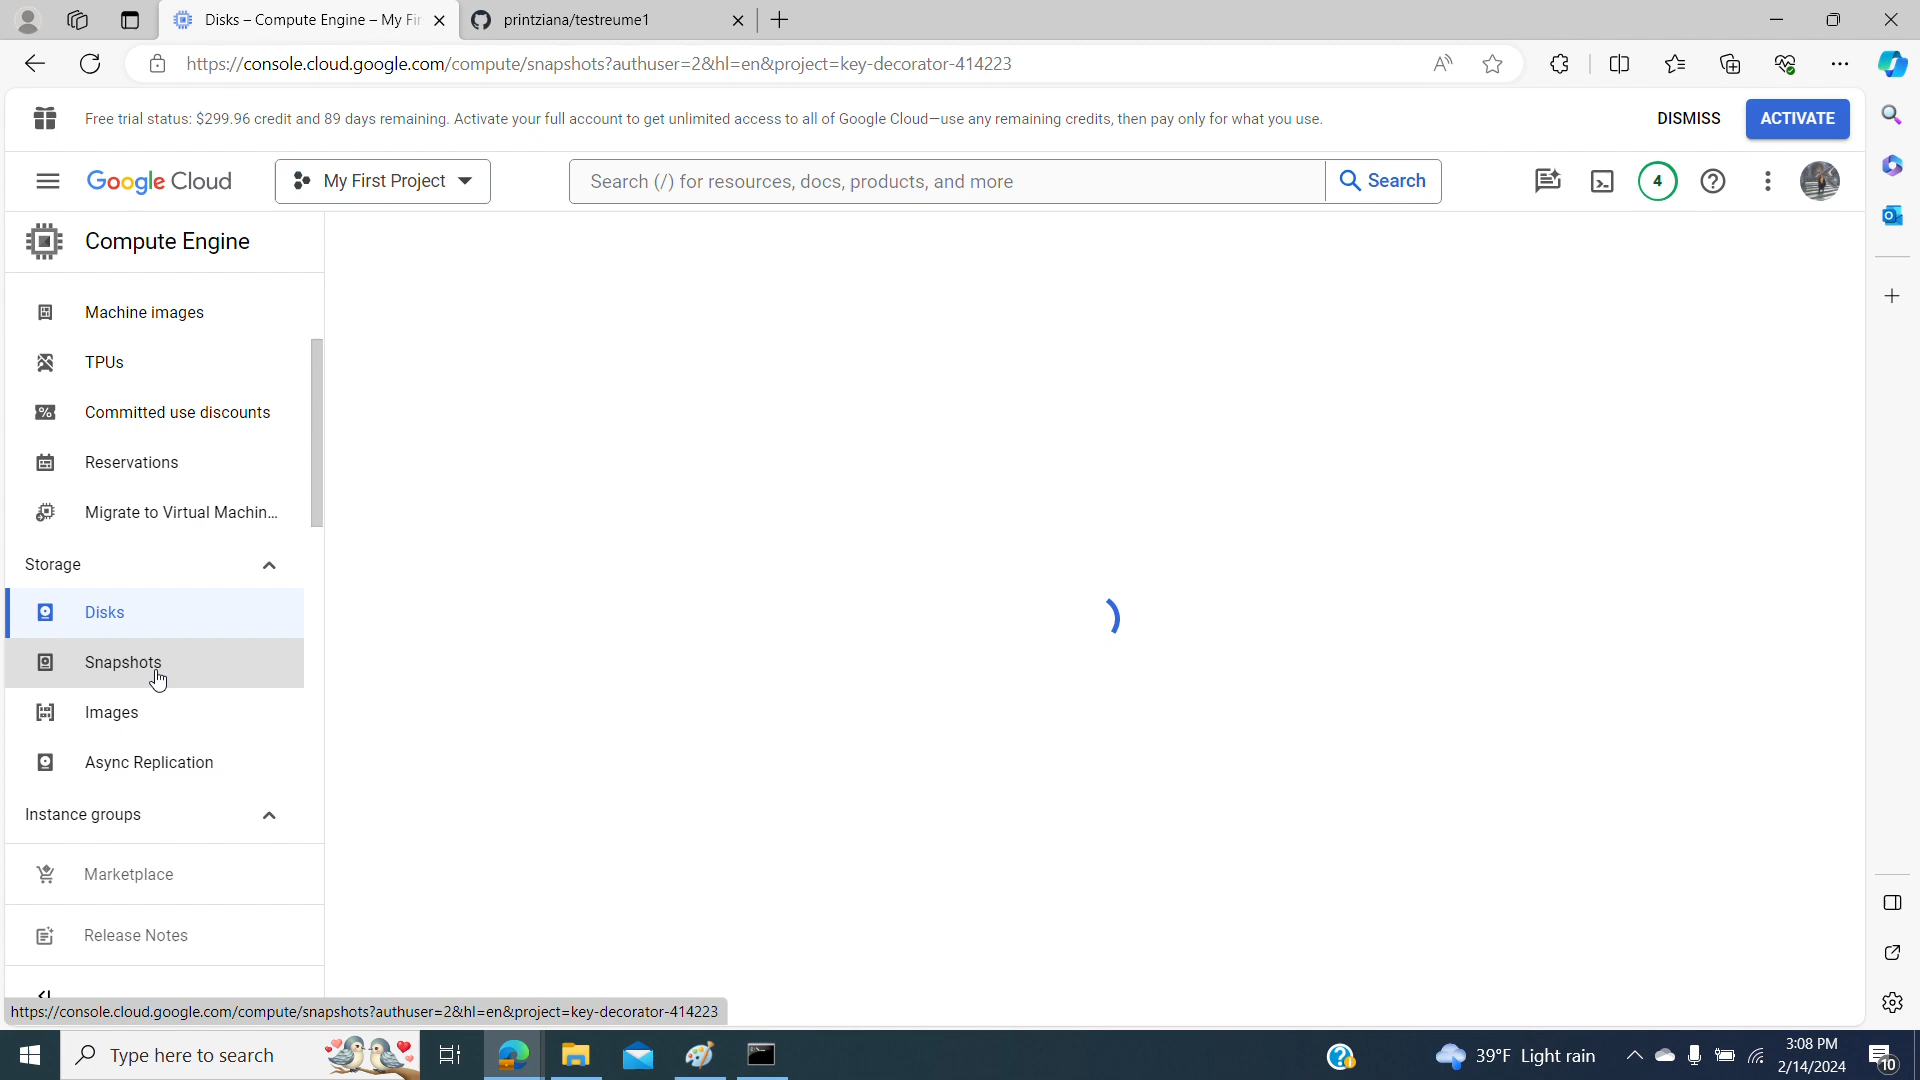 Disks – Compute Engine – My Fir
printziana/testreume1
https://console.cloud.google.com/compute/snapshots?authuser=2&hl=en&project=key-decorator-414223
Free trial status: $299.96 credit and 89 days remaining. Activate your full account to get unlimited access to all of Google Cloud—use any remaining credits, then pay only for what you use.
DISMISS
ACTIVATE
Google Cloud
My First Project
Search (/) for resources, docs, products, and more
Search
4
Compute Engine
Machine images
TPUs
Committed use discounts
Reservations
Migrate to Virtual Machin...
Storage
Disks
Snapshots
Images
Async Replication
Instance groups
Marketplace
Release Notes
https://console.cloud.google.com/compute/snapshots?authuser=2&hl=en&project=key-decorator-414223
Type here to search
39°F Light rain
3:08 PM
2/14/2024
10